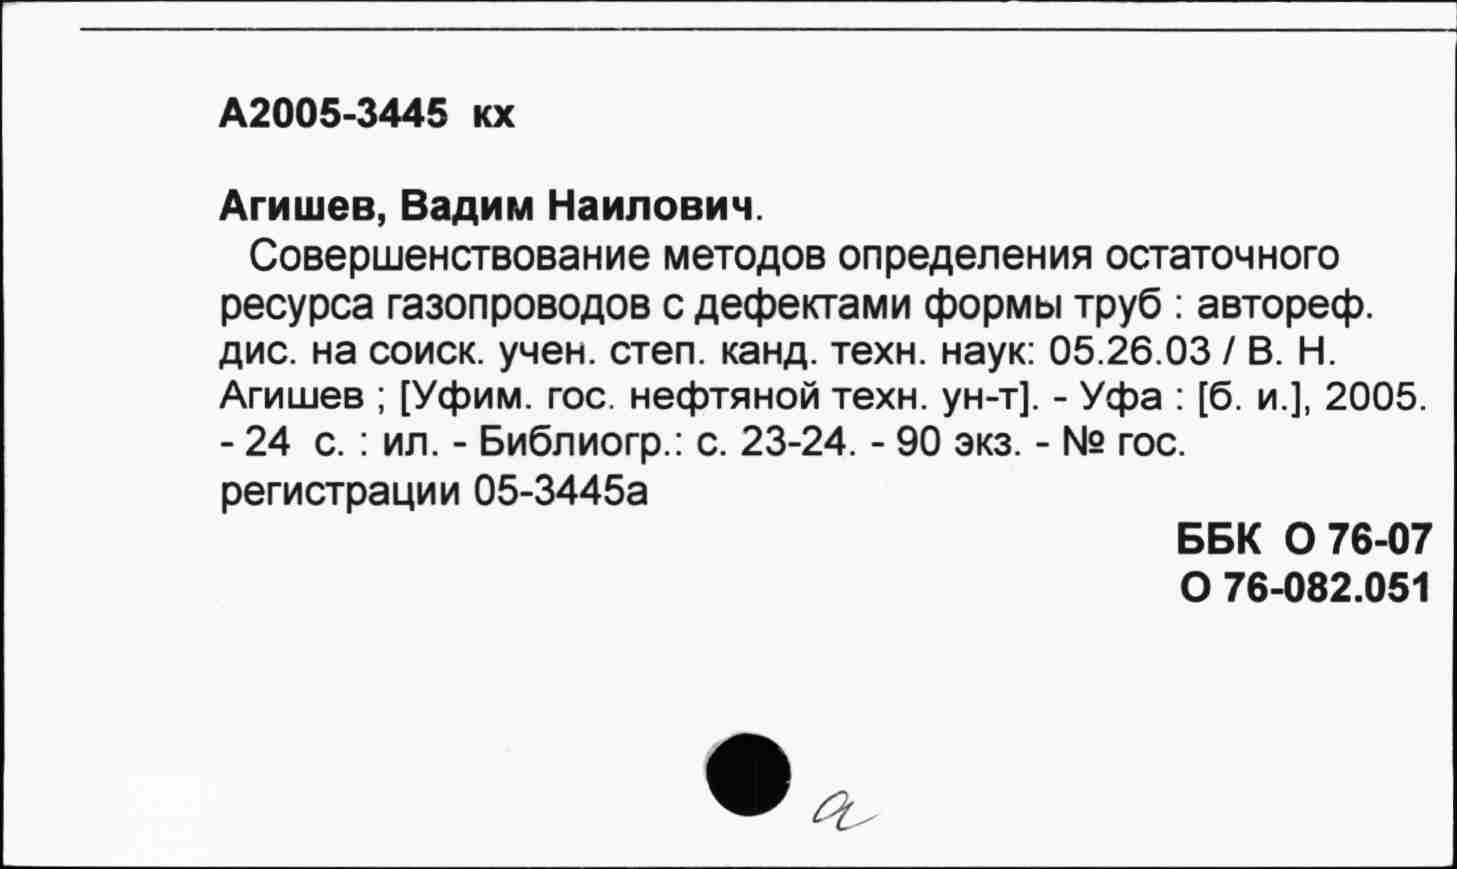 А2005-3445 кх
Агишев, Вадим Наилович.
Совершенствование методов определения остаточного
ресурса газопроводов с дефектами формы труб : автореф.
дис. на соиск. учен. степ. канд. техн. наук: 05.26.03 / В. Н.
Агишев ; [Уфим. гос. нефтяной техн. ун-т]. - Уфа : [б. и.], 2005.
- 24 с. : ил. - Библиогр.: с. 23-24. - 90 экз. - № гос.
регистрации 05-3445а
ББК О 76-07
О 76-082.051
а